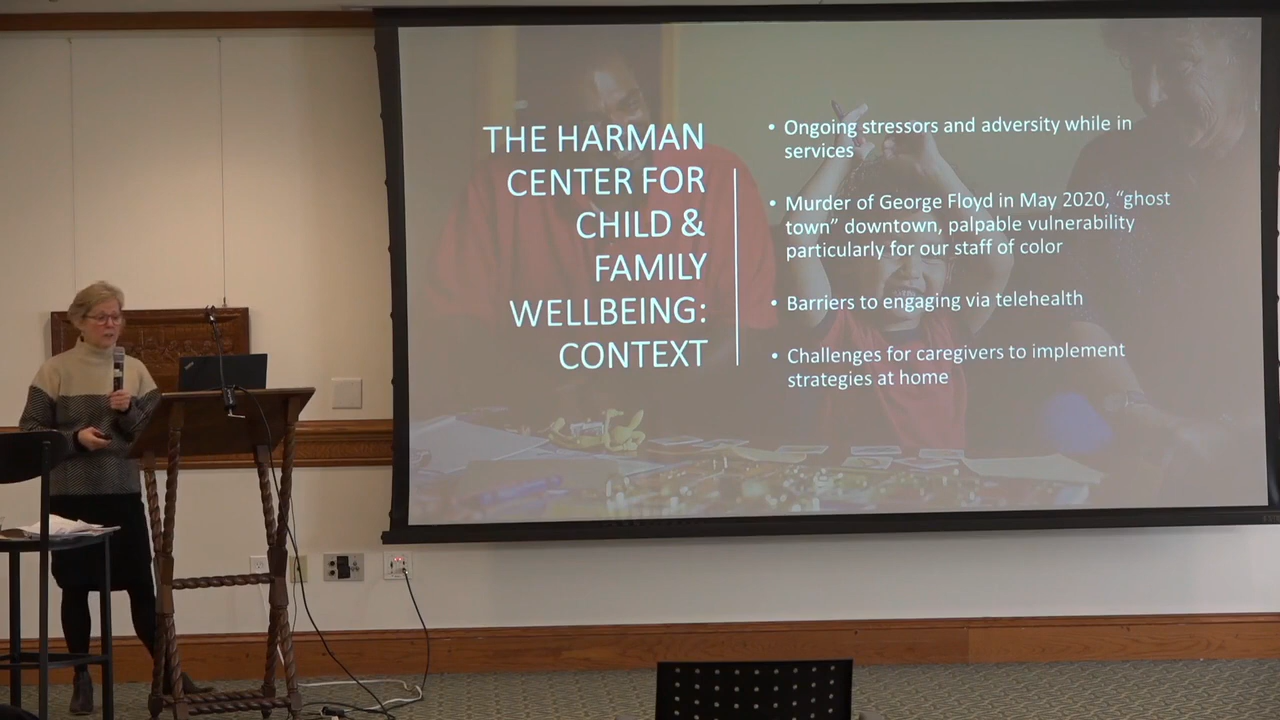 THE HARMAN
CENTER FOR
CHILD &
FAMILY
WELLBEING:
CONTEXT
• Ongoing stressors and adversity while in
services
• Murder of George Floyd in May 2020, “ghost
town” downtown, palpable vulnerability
particularly for our staff of color
• Barriers to engaging via telehealth
• Challenges for caregivers to implement
strategies at home